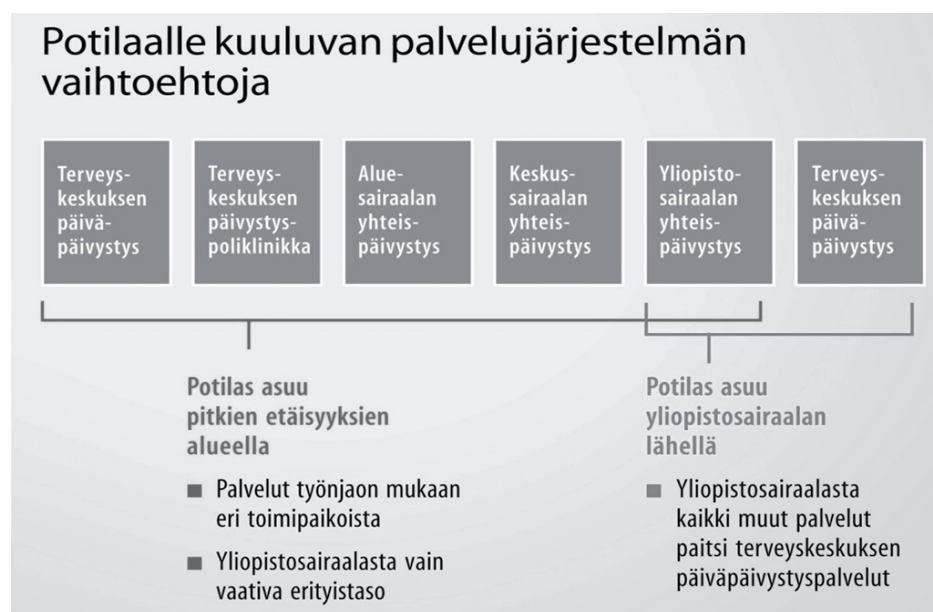 Potilaalle kuuluvan palvelujärjestelmän
vaihtoehtoja
Terveys-
keskuksen
päivä-
päivystys
Terveys-
keskuksen
päivystys-
poliklinikka
Alue-
sairaalan
yhteis-
päivystys
Keskus-
sairaalan
yhteis-
päivystys
Yliopisto-
sairaalan
yhteis-
päivystys
Terveys-
keskuksen
päivä-
päivystys
Potilas asuu
pitkien etäisyyksien
alueella
Palvelut työnjaon mukaan
eri toimipaikoista
Yliopistosairaalasta vain
vaativa erityistaso
Potilas asuu
yliopistosairaalan
lähellä
Yliopistosairaalasta
kaikki muut palvelut
paitsi terveyskeskuksen
päiväpäivystyspalvelut